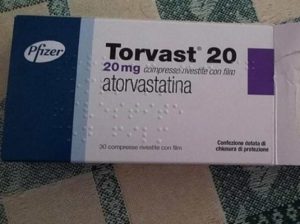 Pfizer
Torvast® 20
20 mg compresse rivestite con film
atorvastatina
30 compresse rivestite con film
Confezione dotata di
chiusura di protezione